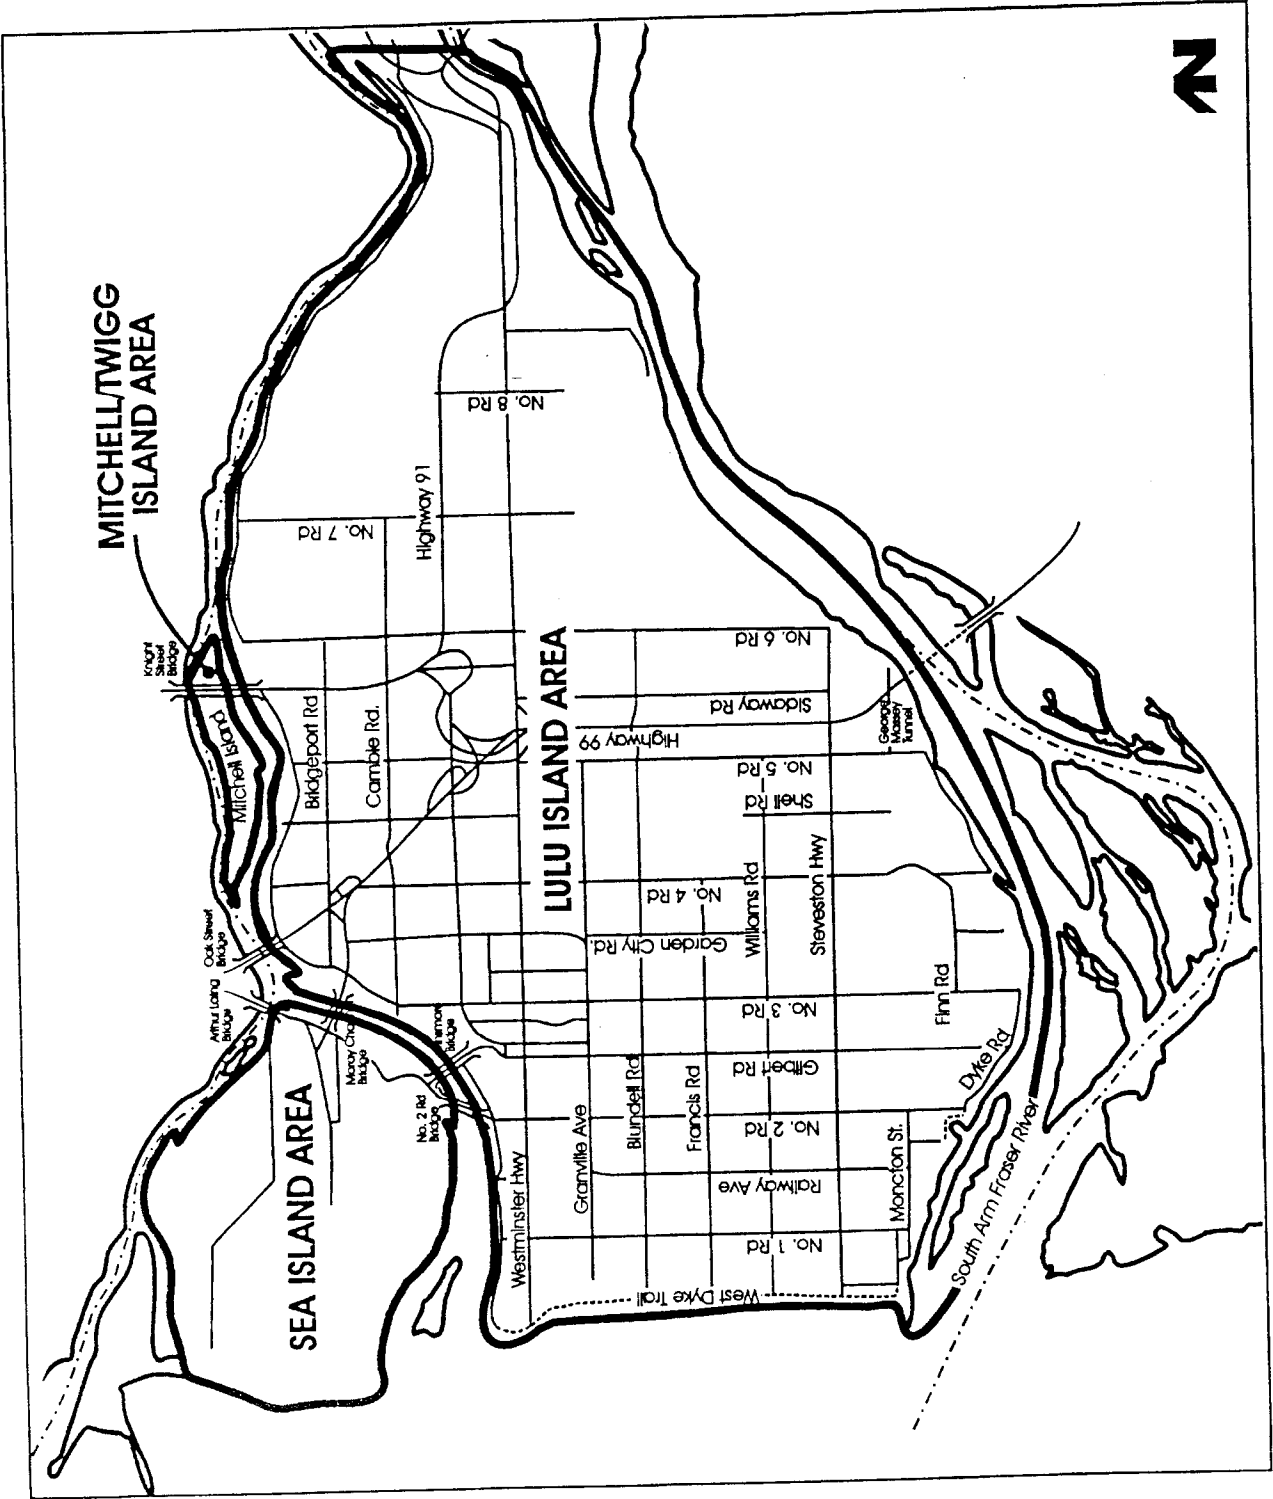 N
MITCHELL/TWIGG
ISLAND AREA
Knight
Street
Bridge
Mitchell Island
Oak Street
Bridge
Arthur Laing
Bridge
Bridge
No. 2 Rd
Bridge
Bridge
SEA ISLAND AREA
LULU ISLAND AREA
Bridgeport Rd
Cambie Rd.
Highway 91
Westminster Hwy
Granville Ave
Blundell Rd
Francis Rd
Williams Rd
Steveston Hwy
Finn Rd
Dyke Rd
Moncton St.
South Arm Fraser River
No. 8 Rd
No. 7 Rd
No. 6 Rd
Sidaway Rd
Highway 99
George
Massey
Tunnel
No. 5 Rd
Shell Rd
No. 4 Rd
Garden City Rd.
No. 3 Rd
Gilbert Rd
No. 2 Rd
Railway Ave
No. 1 Rd
West Dyke Trail